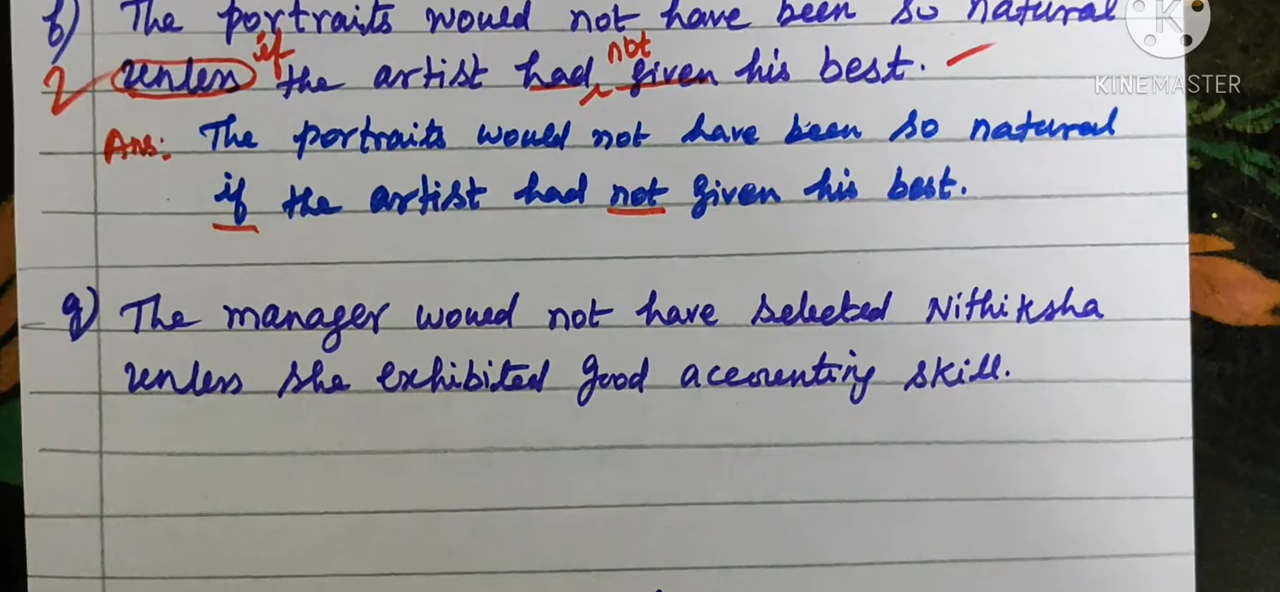 f) The portraits would not have been so natural
if not
2 unless the artist had given his best.
Ans: The portraits would not have been so natural
if the artist had not given his best.
g) The manager would not have selected Nithiksha
unless she exhibited good accounting skill.
K
KINEMASTER